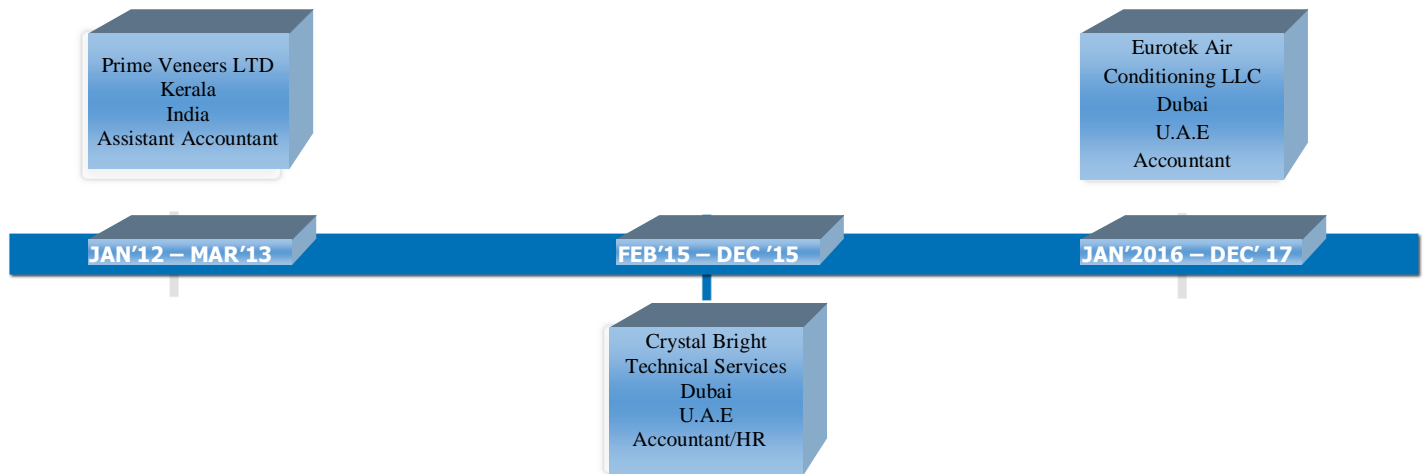 Prime Veneers LTD
Kerala
India
Assistant Accountant
JAN’12 – MAR’13
Crystal Bright
Technical Services
Dubai
U.A.E
Accountant/HR
FEB’15 – DEC ’15
Eurotek Air
Conditioning LLC
Dubai
U.A.E
Accountant
JAN’2016 – DEC’ 17